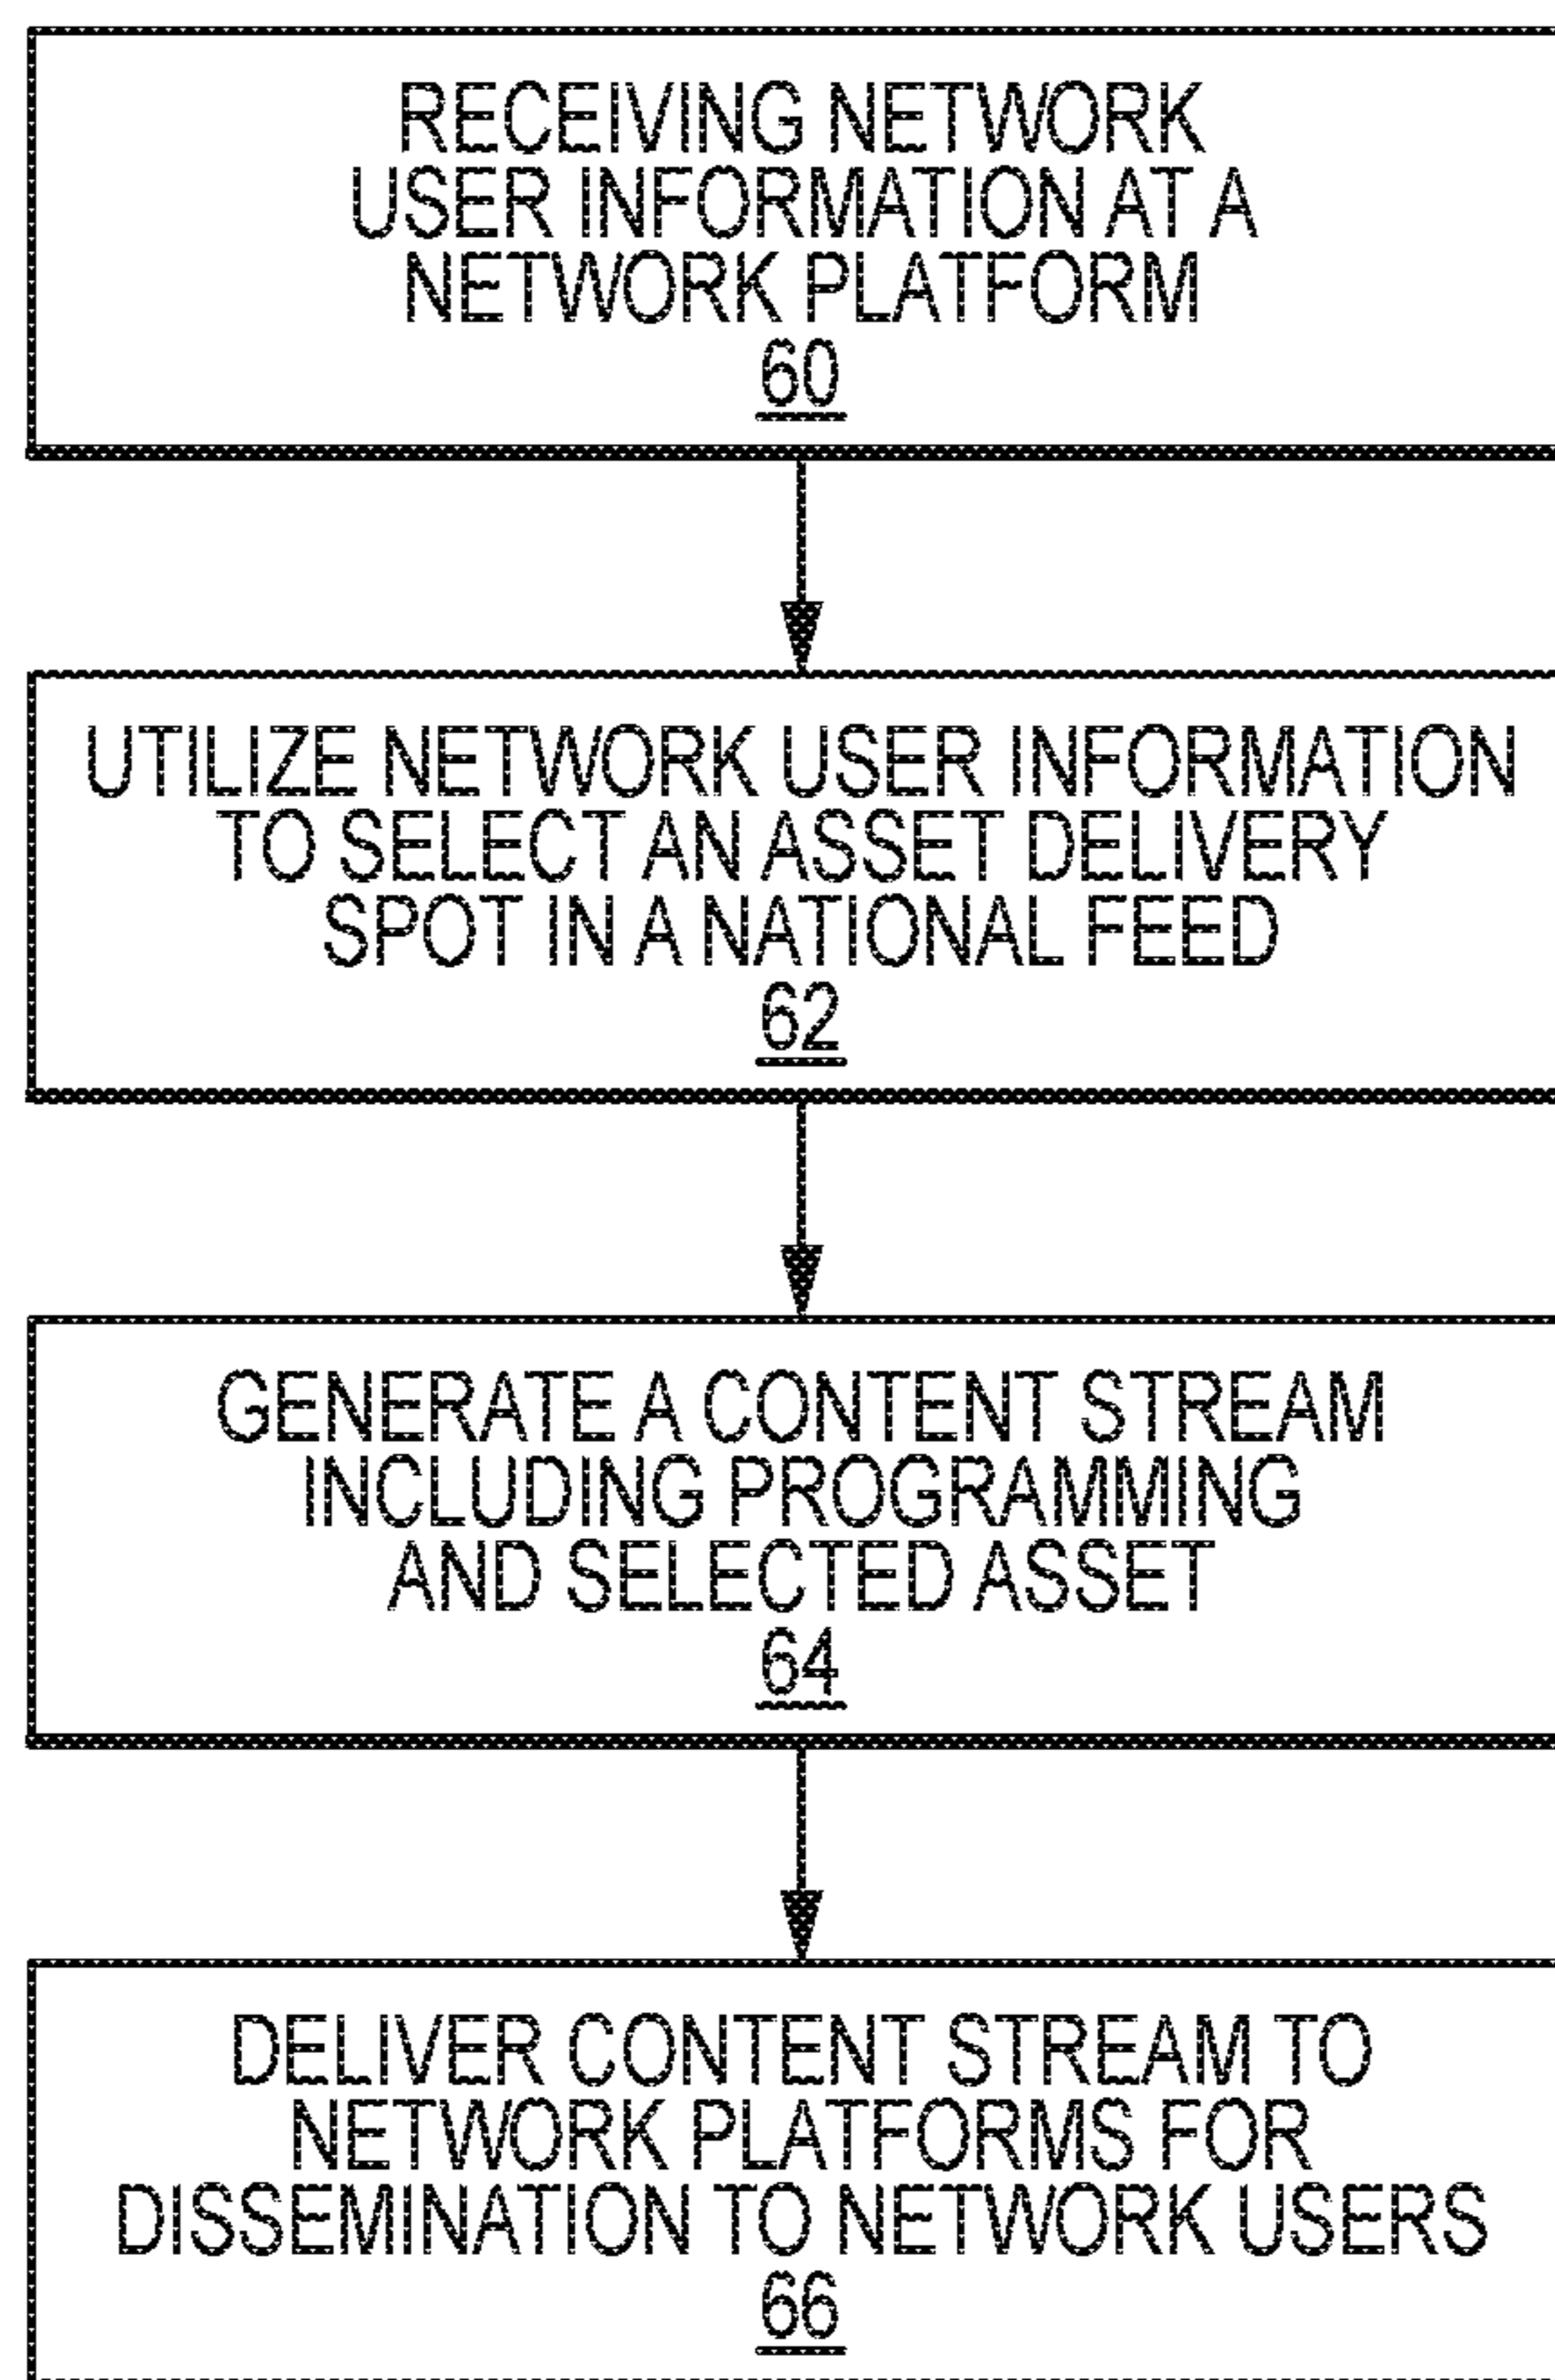 RECEIVING NETWORK
USER INFORMATION AT A
NETWORK PLATFORM
60
UTILIZE NETWORK USER INFORMATION
TO SELECT AN ASSET DELIVERY
SPOT IN A NATIONAL FEED
62
GENERATE A CONTENT STREAM
INCLUDING PROGRAMMING
AND SELECTED ASSET
64
DELIVER CONTENT STREAM TO
NETWORK PLATFORMS FOR
DISSEMINATION TO NETWORK USERS
66